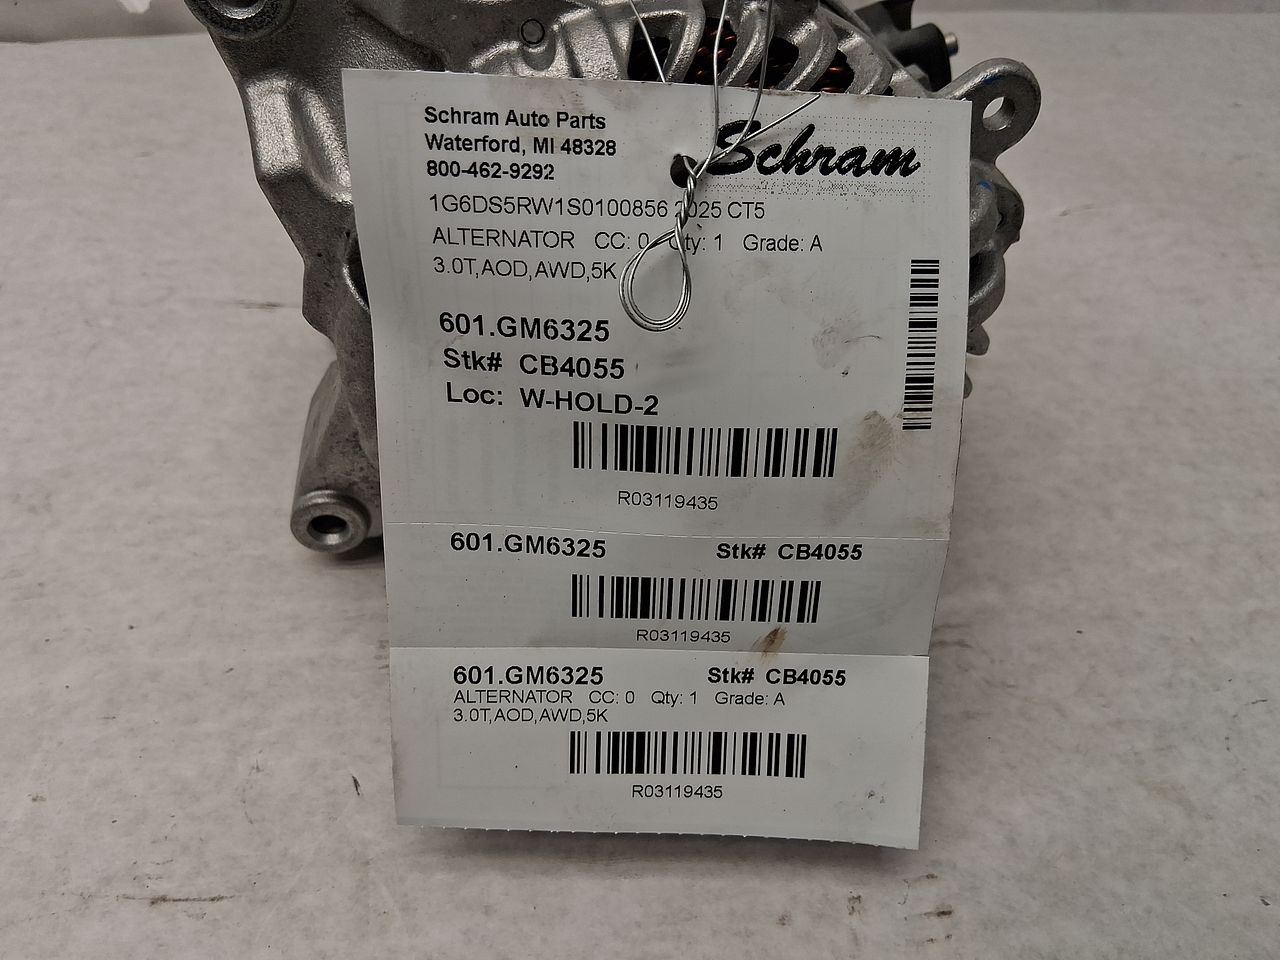 Schram Auto Parts
Waterford, MI 48328
800-462-9292
Schram
1G6DS5RW1S0100856 2025 CT5
ALTERNATOR CC: 0 Qty: 1 Grade: A
3.0T,AOD,AWD,5K
601.GM6325
Stk# CB4055
Loc: W-HOLD-2
R03119435
601.GM6325 Stk# CB4055
R03119435
601.GM6325 Stk# CB4055
ALTERNATOR CC: 0 Qty: 1 Grade: A
3.0T,AOD,AWD,5K
R03119435